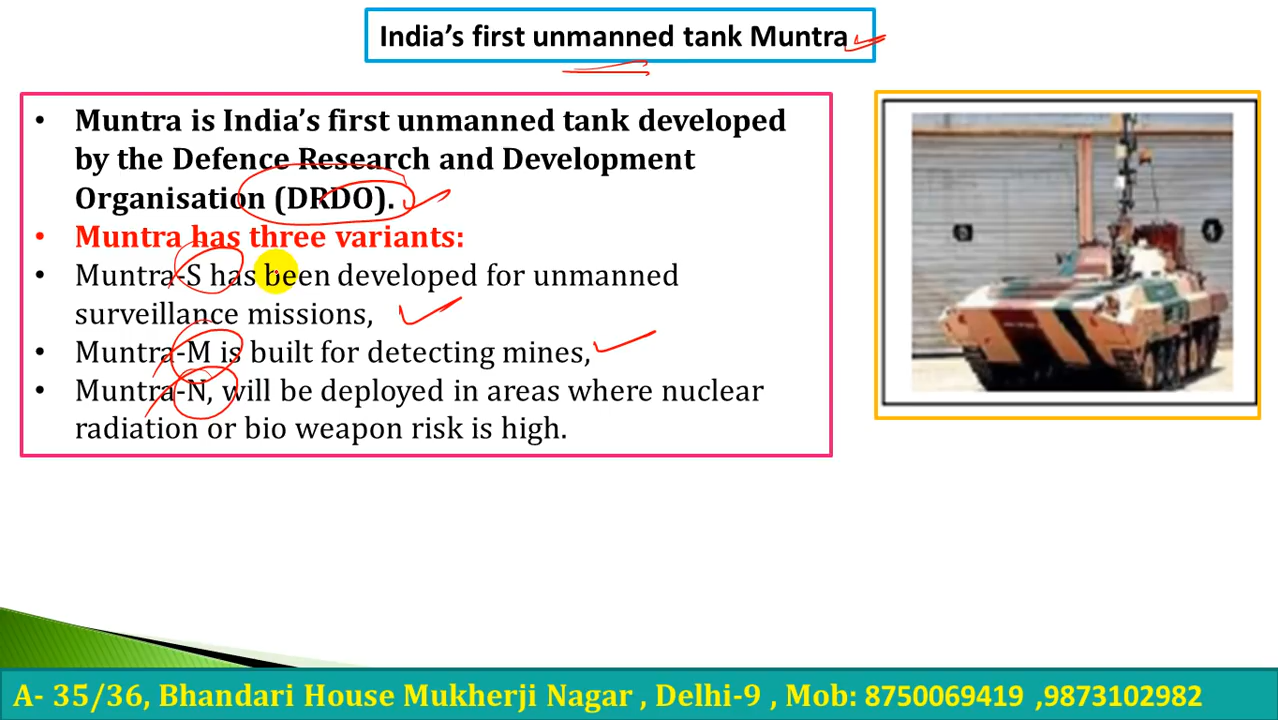 India's first unmanned tank Muntra
• Muntra is India's first unmanned tank developed
by the Defence Research and Development
Organisation (DRDO).
• Muntra has three variants:
• Muntra-S has been developed for unmanned
surveillance missions,
• Muntra-M is built for detecting mines,
• Muntra-N, will be deployed in areas where nuclear
radiation or bio weapon risk is high.
A- 35/36, Bhandari House Mukherji Nagar , Delhi-9 , Mob: 8750069419 ,9873102982